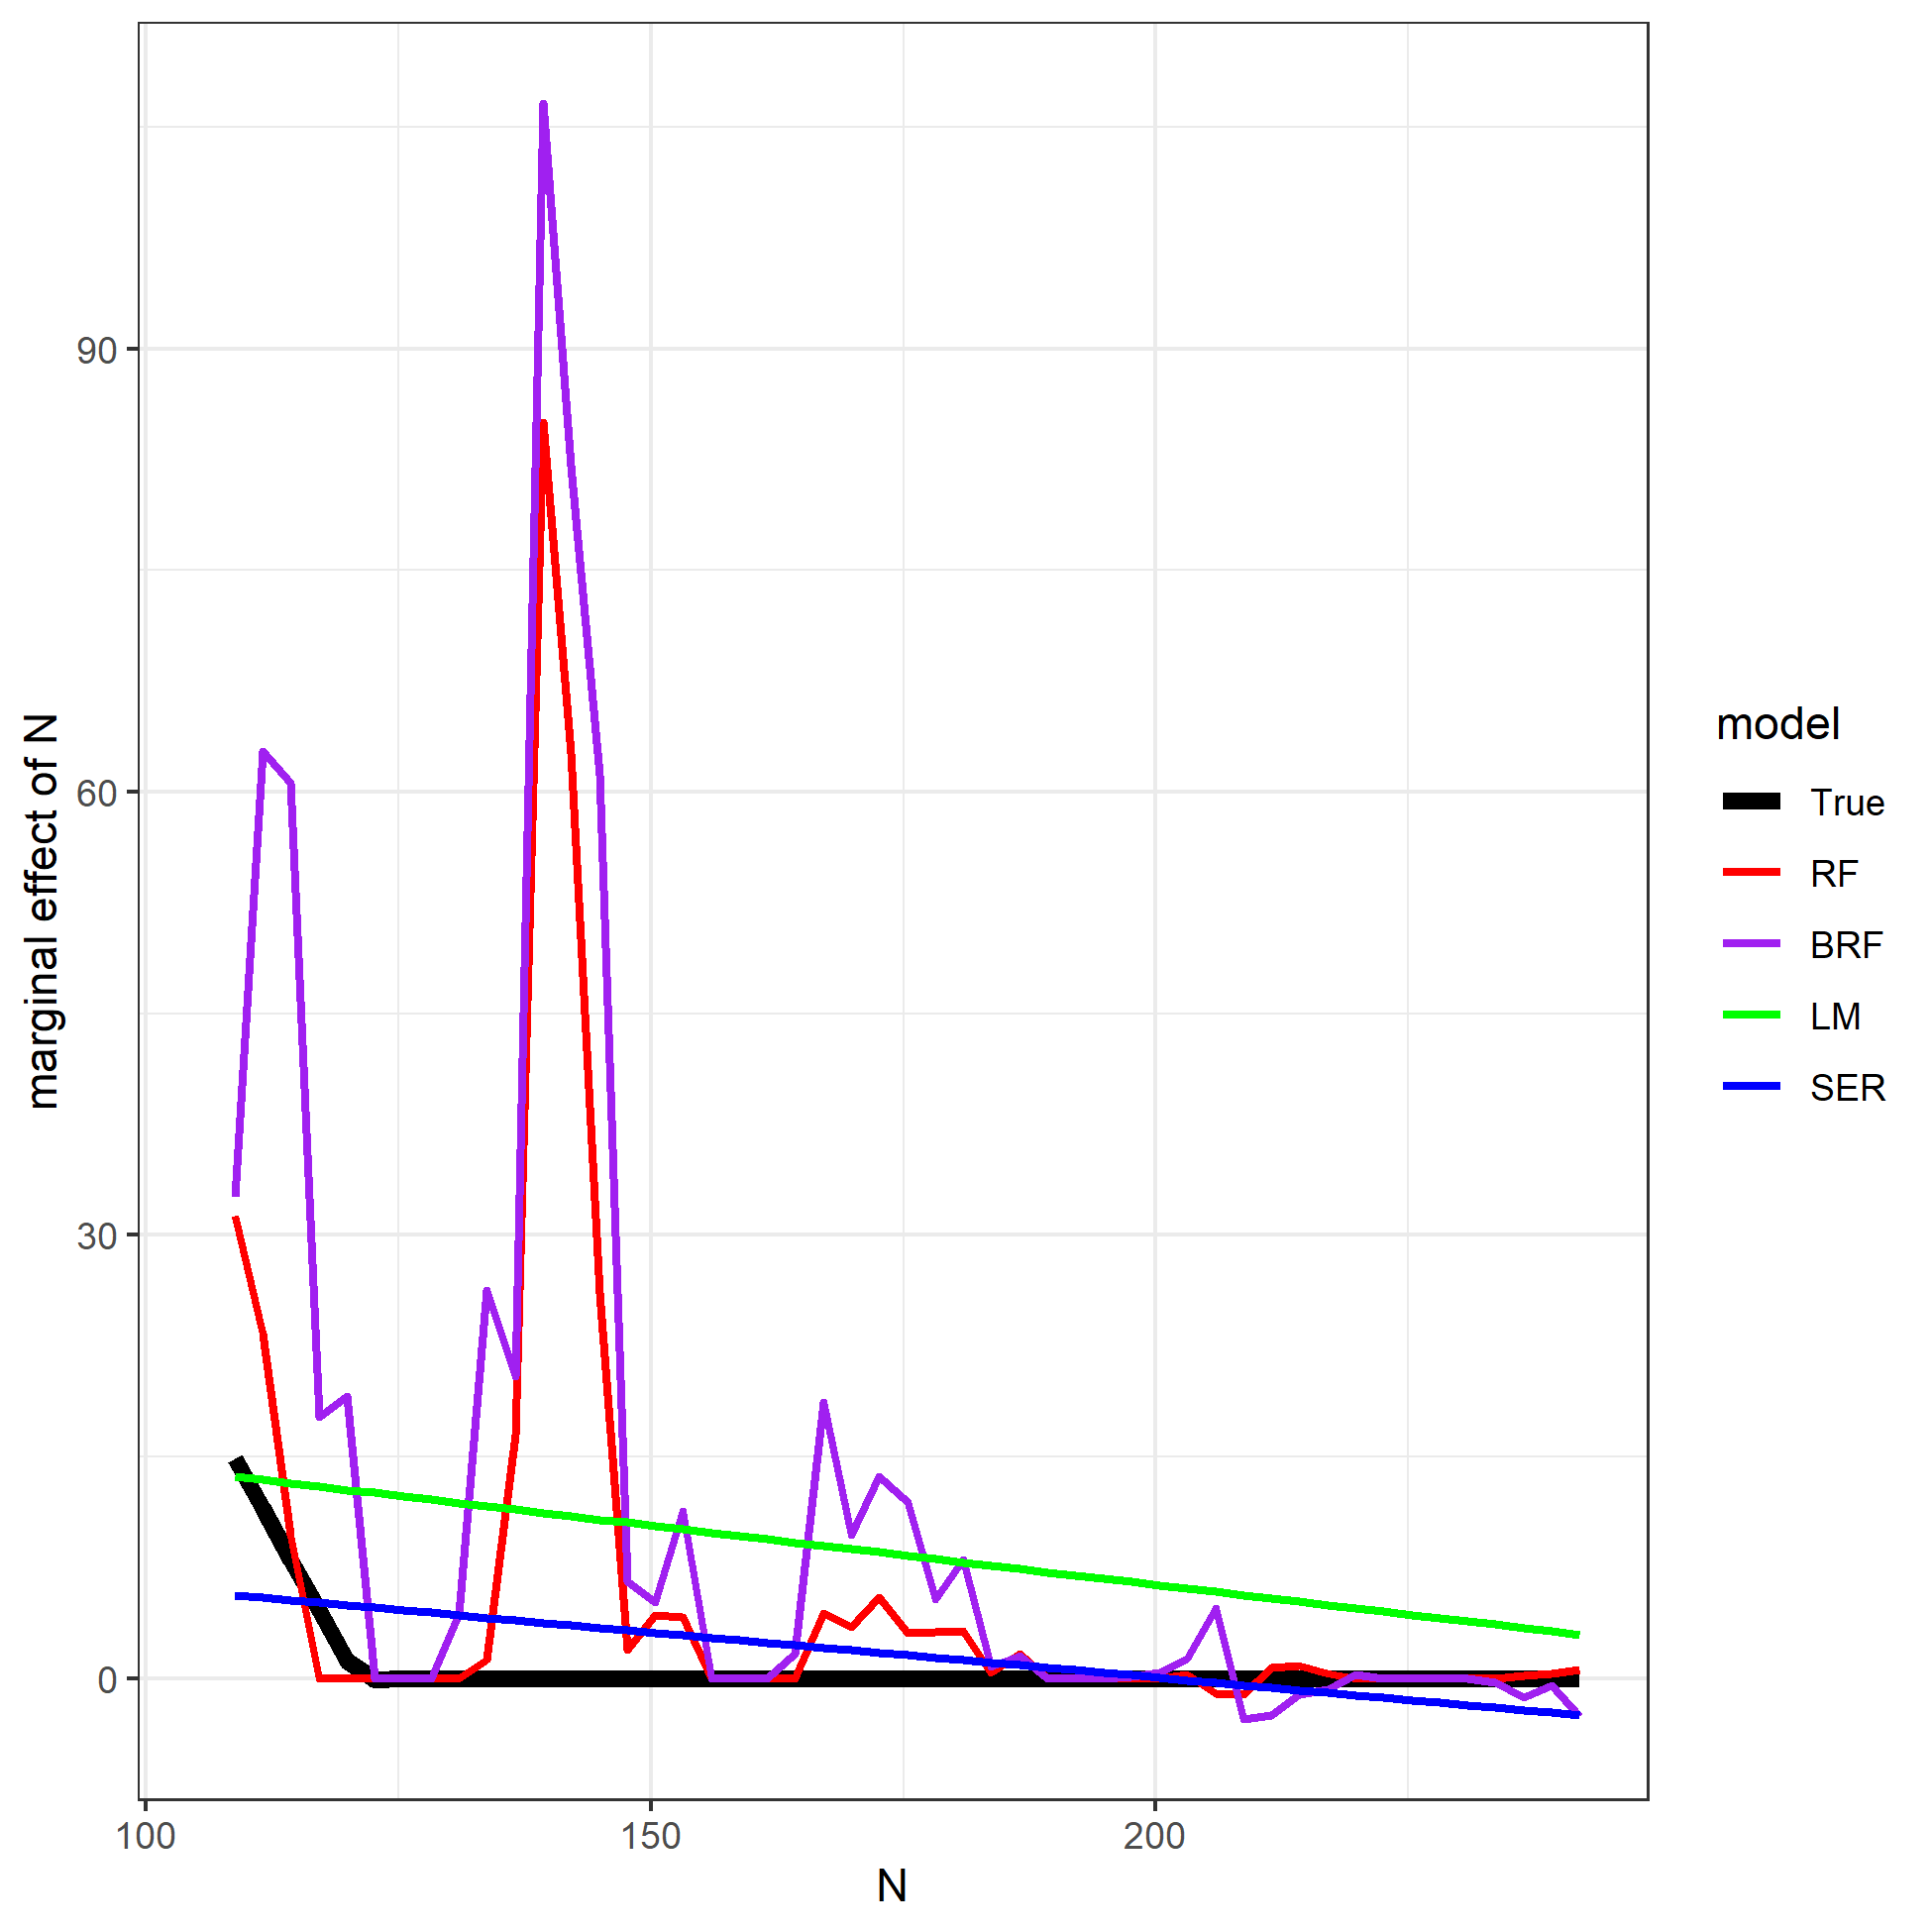 90
60
30
0
marginal effect of N
100
150
200
N
model
True
RF
BRF
LM
SER